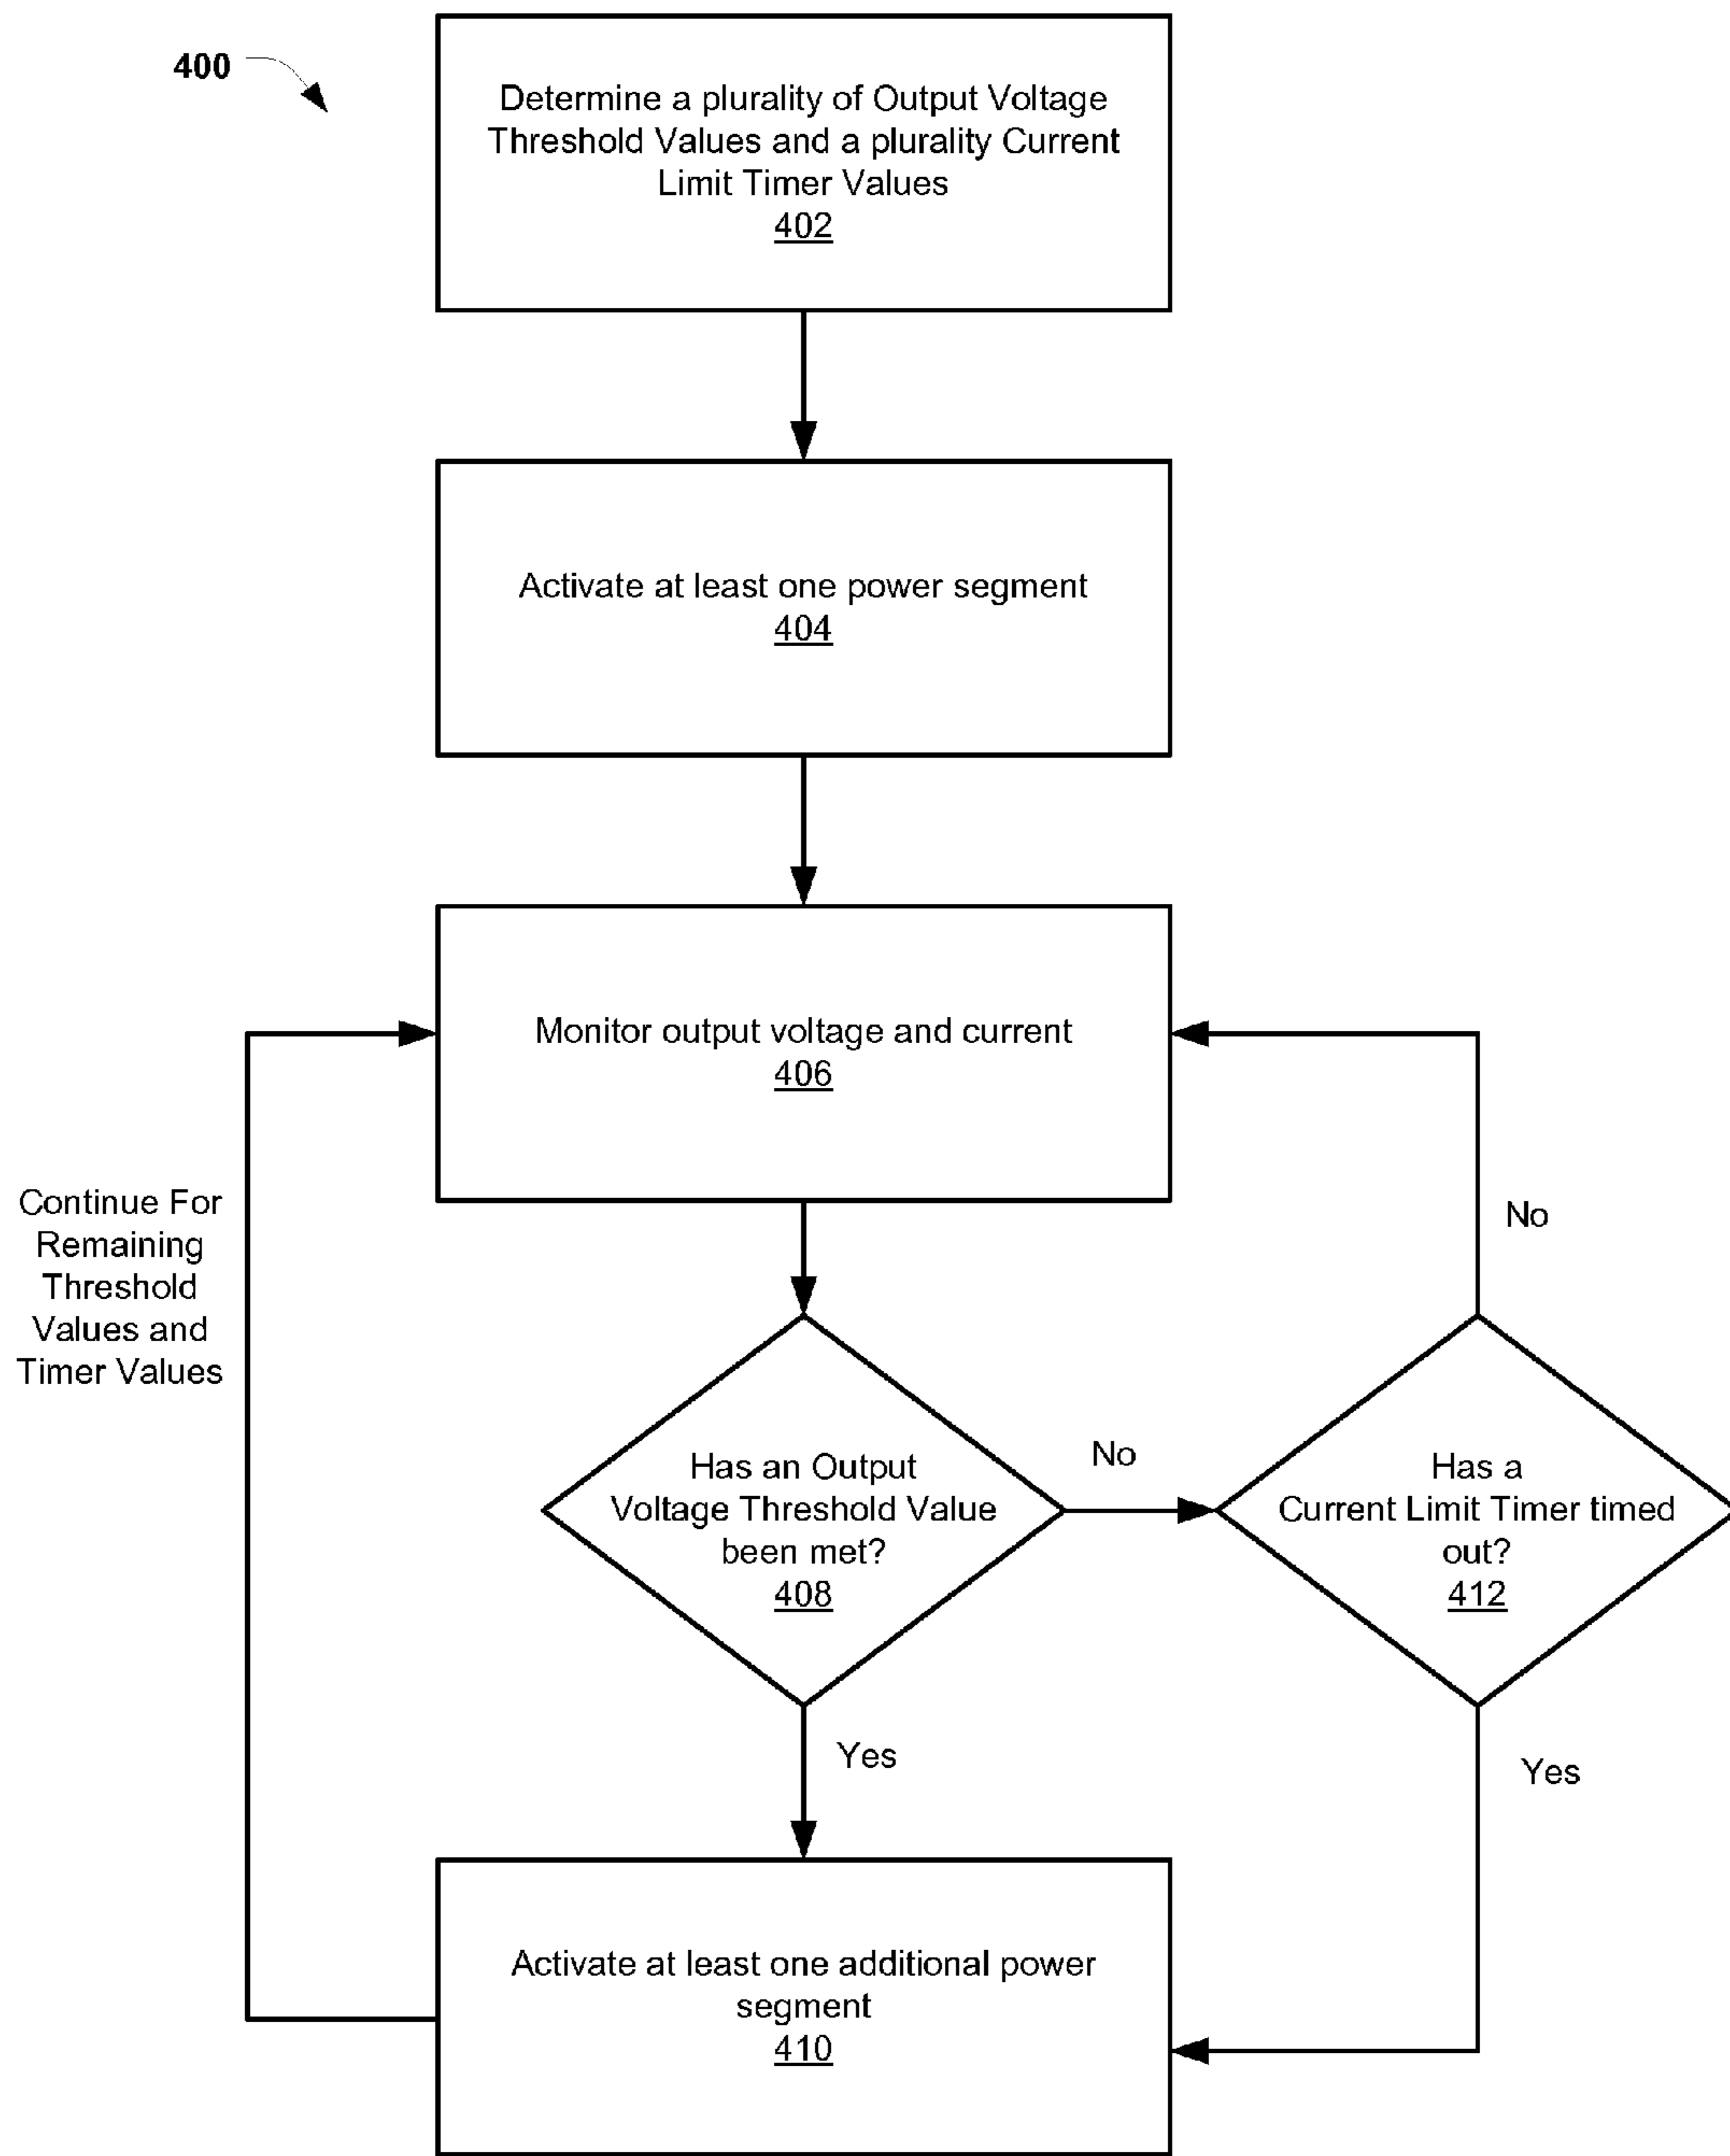 400
Determine a plurality of Output Voltage
Threshold Values and a plurality Current
Limit Timer Values
402
Activate at least one power segment
404
Monitor output voltage and current
406
Continue For
Remaining
Threshold
Values and
Timer Values
No
Has an Output
Voltage Threshold Value
been met?
408
No
Has a
Current Limit Timer timed
out?
412
Yes
Yes
Activate at least one additional power
segment
410